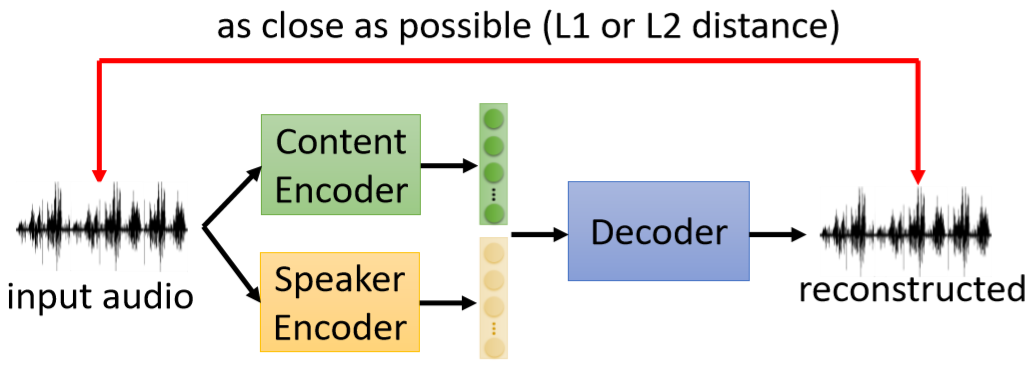 as close as possible (L1 or L2 distance)
Content
Encoder
Decoder
Speaker
Encoder
input audio
reconstructed